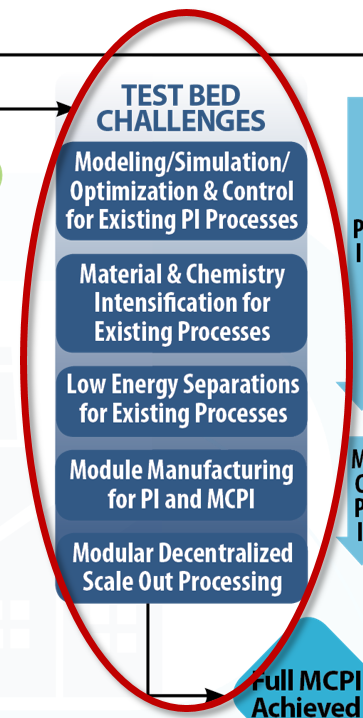 TEST BED
CHALLENGES
Modeling/Simulation/
Optimization & Control
for Existing PI Processes
Material & Chemistry
Intensification for
Existing Processes
Low Energy Separations
for Existing Processes
Module Manufacturing
for PI and MCPI
Modular Decentralized
Scale Out Processing
Full MCPI
Achieved